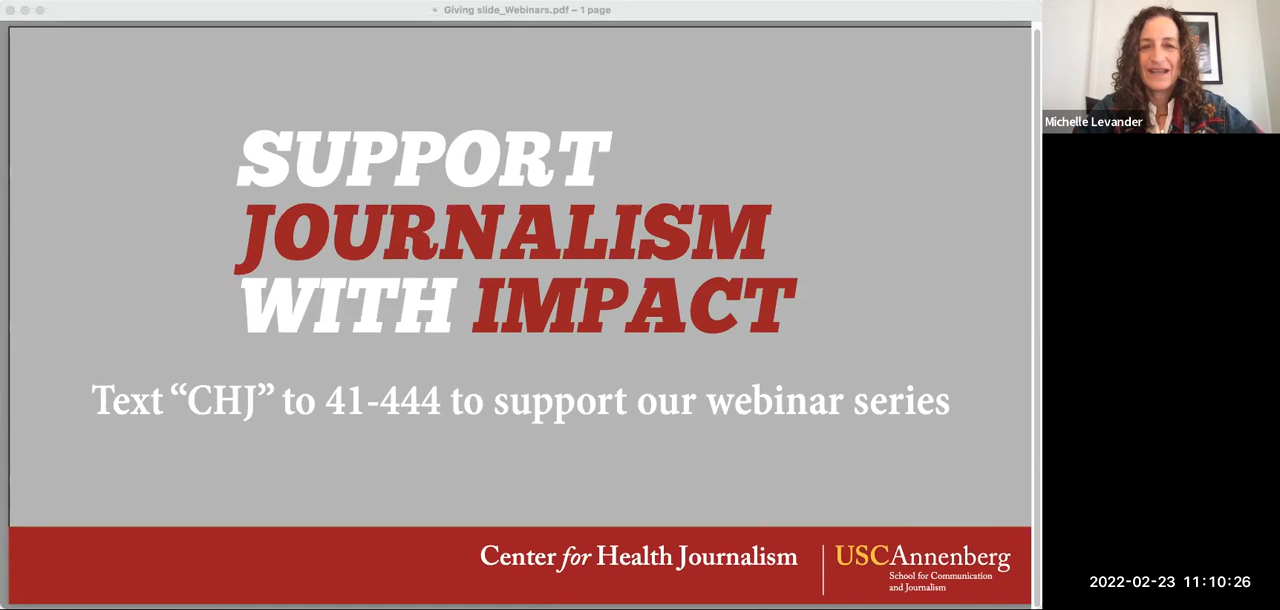 Giving slide_Webinars.pdf – 1 page
SUPPORT
JOURNALISM
WITH IMPACT
Text “CHJ” to 41-444 to support our webinar series
Center for Health Journalism
USCAnnenberg
School for Communication
and Journalism
Michelle Levander
2022-02-23 11:10:26